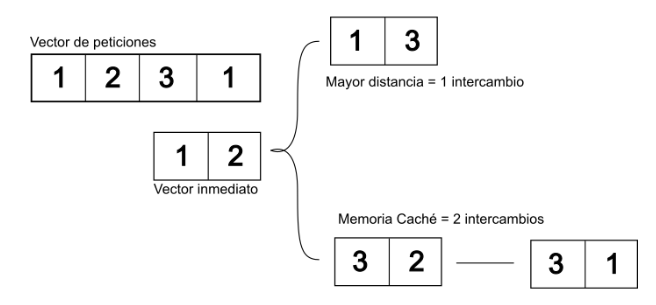 Vector de peticiones
1 2 3 1
1 2
Vector inmediato
1 3
Mayor distancia = 1 intercambio
Memoria Caché = 2 intercambios
3 2
3 1